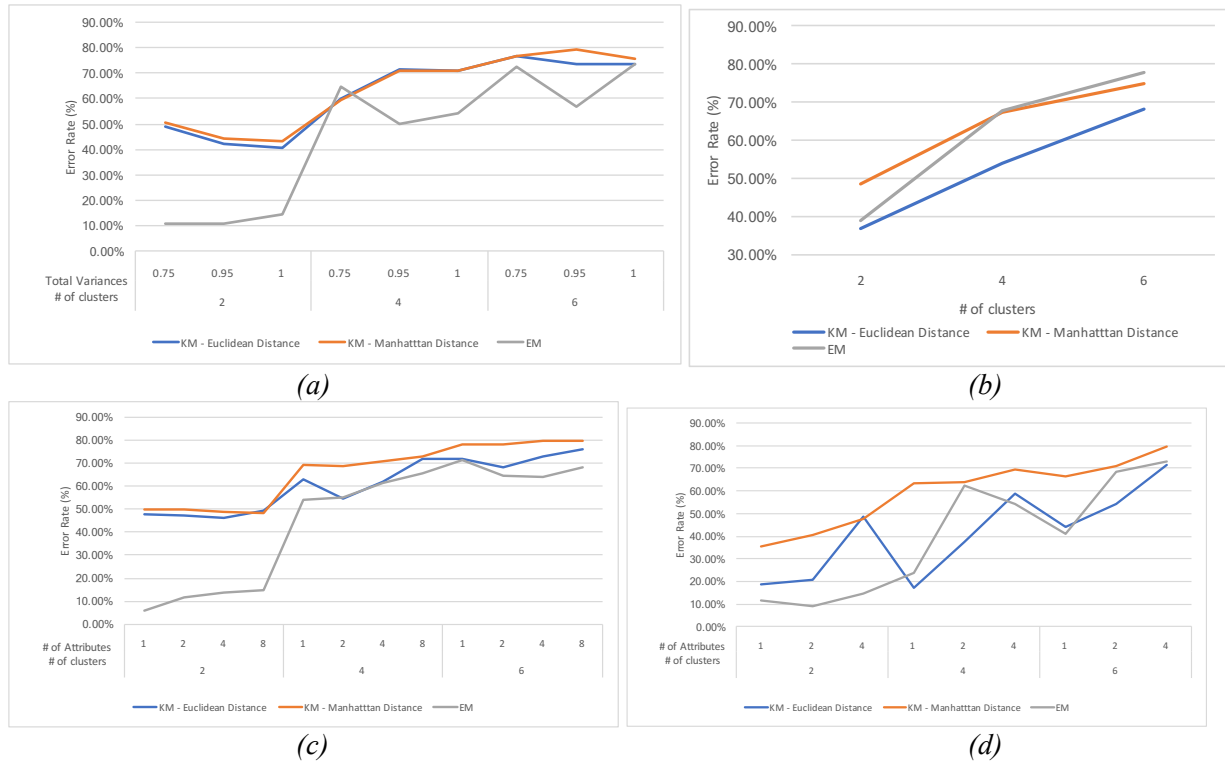 90.00%
80.00%
70.00%
60.00%
50.00%
40.00%
30.00%
20.00%
10.00%
0.00%
Error Rate (%)
0.75 0.95 1 0.75 0.95 1 0.75 0.95 1
2 4 6
Total Variances
# of clusters
KM - Euclidean Distance KM - Manhatttan Distance EM
(a)
90.00%
80.00%
70.00%
60.00%
50.00%
40.00%
30.00%
Error Rate (%)
2 4 6
# of clusters
KM - Euclidean Distance KM - Manhatttan Distance
EM
(b)
90.00%
80.00%
70.00%
60.00%
50.00%
40.00%
30.00%
20.00%
10.00%
0.00%
Error Rate (%)
# of Attributes 1 2 4 8 1 2 4 8 1 2 4 8
# of clusters 2 4 6
KM - Euclidean Distance KM - Manhatttan Distance EM
(c)
90.00%
80.00%
70.00%
60.00%
50.00%
40.00%
30.00%
20.00%
10.00%
0.00%
Error Rate (%)
# of Attributes 1 2 4 1 2 4 1 2 4
# of clusters 2 4 6
KM - Euclidean Distance KM - Manhatttan Distance EM
(d)